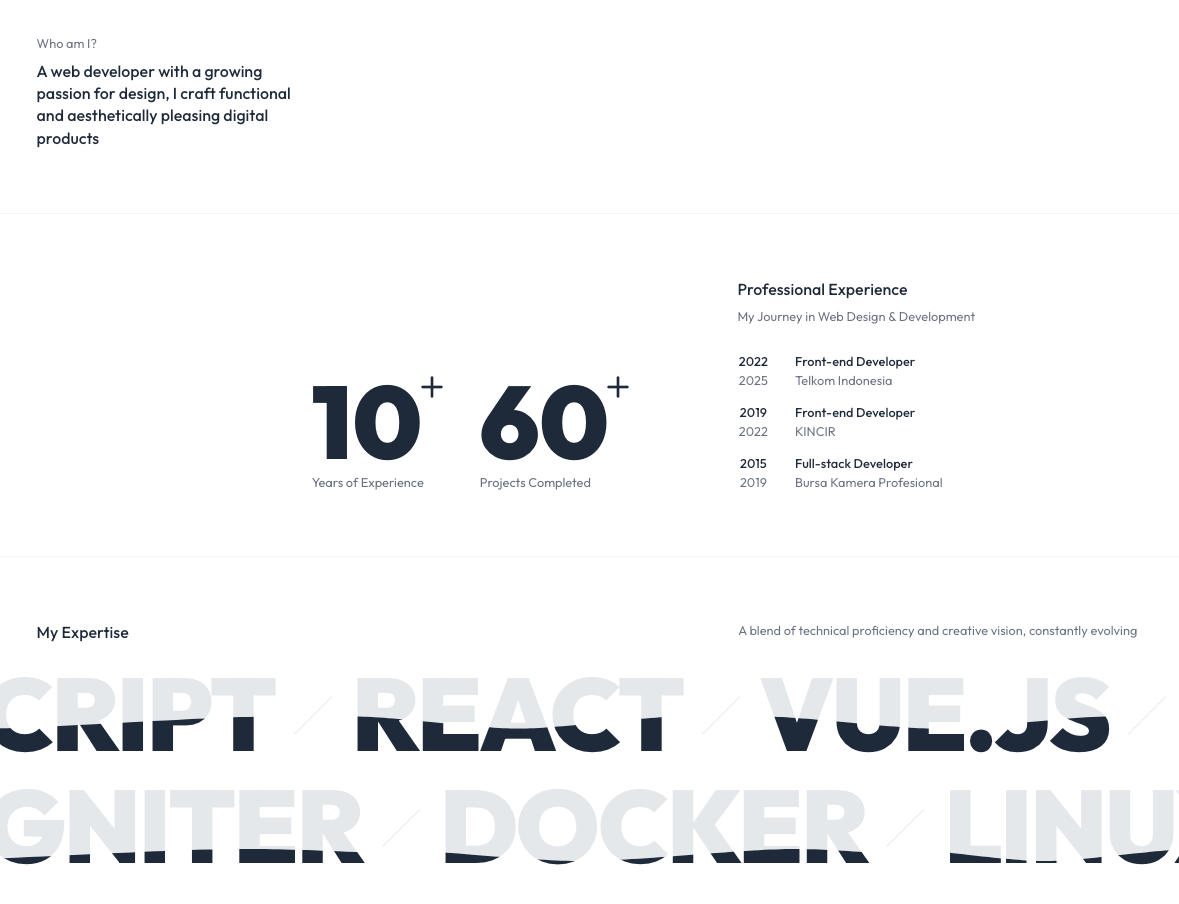 Who am I?
A web developer with a growing
passion for design, I craft functional
and aesthetically pleasing digital
products
10+
Years of Experience
60+
Projects Completed
Professional Experience
My Journey in Web Design & Development
2022 Front-end Developer
2025 Telkom Indonesia
2019 Front-end Developer
2022 KINCIR
2015 Full-stack Developer
2019 Bursa Kamera Profesional
My Expertise
A blend of technical proficiency and creative vision, constantly evolving
CRIPT / REACT / VUE.JS /
GNITER / DOCKER / LINU